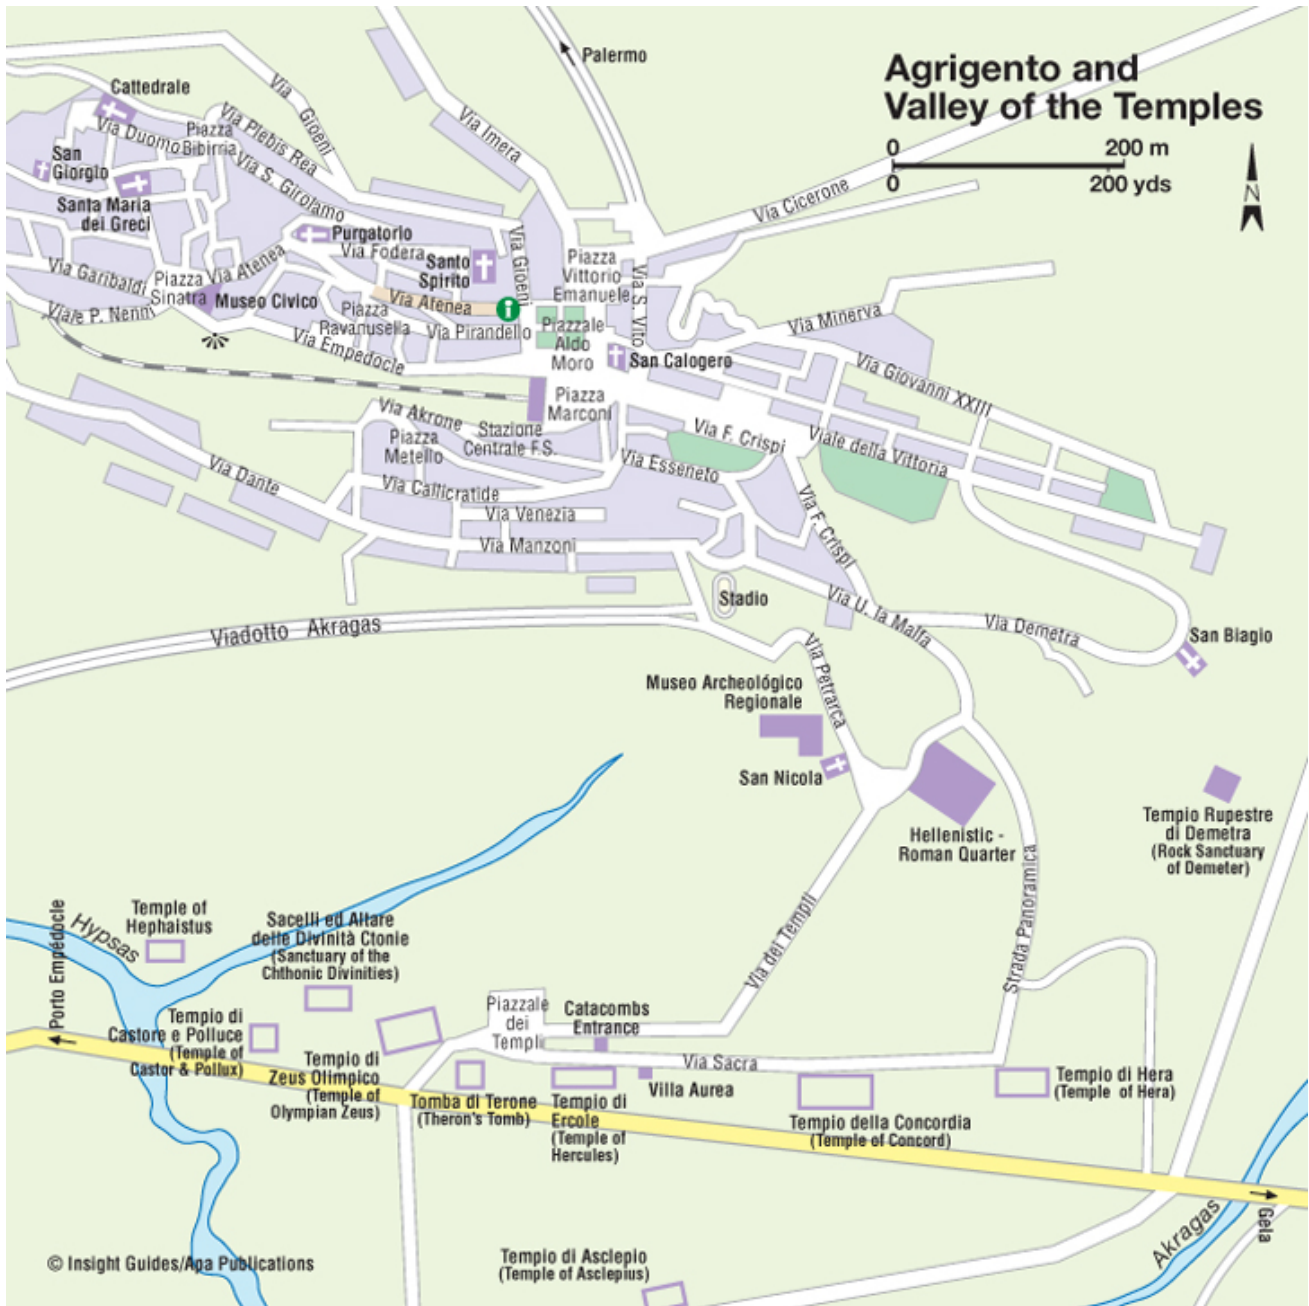 Agrigento and
Valley of the Temples
0
200 m
0
200 yds
N
Palermo
Cattedrale
Via Gioeni
Via Plebis Rea
Via Imera
Via Duomo
Piazza
Bibirria
San
Giorgio
Via S. Girolamo
Via Cicerone
Santa Maria
dei Greci
Purgatorio
Via Fodera
Santo
Spirito
Via Gioeni
Piazza
Vittorio
Emanuele
Via S. Vito
Via Garibaldi
Piazza
Sinatra
Via Atenea
Museo Civico
Via Atenea
i
Viale P. Nenni
Piazza
Ravanusella
Via Pirandello
Piazzale
Aldo
Moro
Via Minerva
Via Empedocle
San Calogero
Via Giovanni XXIII
Piazza
Marconi
Via Akrone
Stazione
Centrale F.S.
Piazza
Metello
Via F. Crispi
Viale della Vittoria
Via Dante
Via Esseneto
Via Callicratide
Via Venezia
Via F. Crispi
Via Manzoni
Stadio
Via U. la Malfa
Via Demetra
Viadotto Akragas
San Biagio
Via Petrarca
Museo Archeológico
Regionale
San Nicola
Hellenistic -
Roman Quarter
Tempio Rupestre
di Demetra
(Rock Sanctuary
of Demeter)
Strada Panoramica
Via dei Templi
Temple of
Hephaistus
Sacelli ed Altare
delle Divinità Ctonie
(Sanctuary of the
Chthonic Divinities)
Hypsas
Porto Empédocle
Piazzale
dei
Templi
Catacombs
Entrance
Tempio di
Castore e Polluce
(Temple of
Castor & Pollux)
Tempio di
Zeus Olimpico
(Temple of
Olympian Zeus)
Via Sacra
Villa Aurea
Tempio di Hera
(Temple of Hera)
Tomba di Terone
(Theron's Tomb)
Tempio di
Ercole
(Temple of
Hercules)
Tempio della Concordia
(Temple of Concord)
Akragas
Gela
Tempio di Asclepio
(Temple of Asclepius)
© Insight Guides/Apa Publications